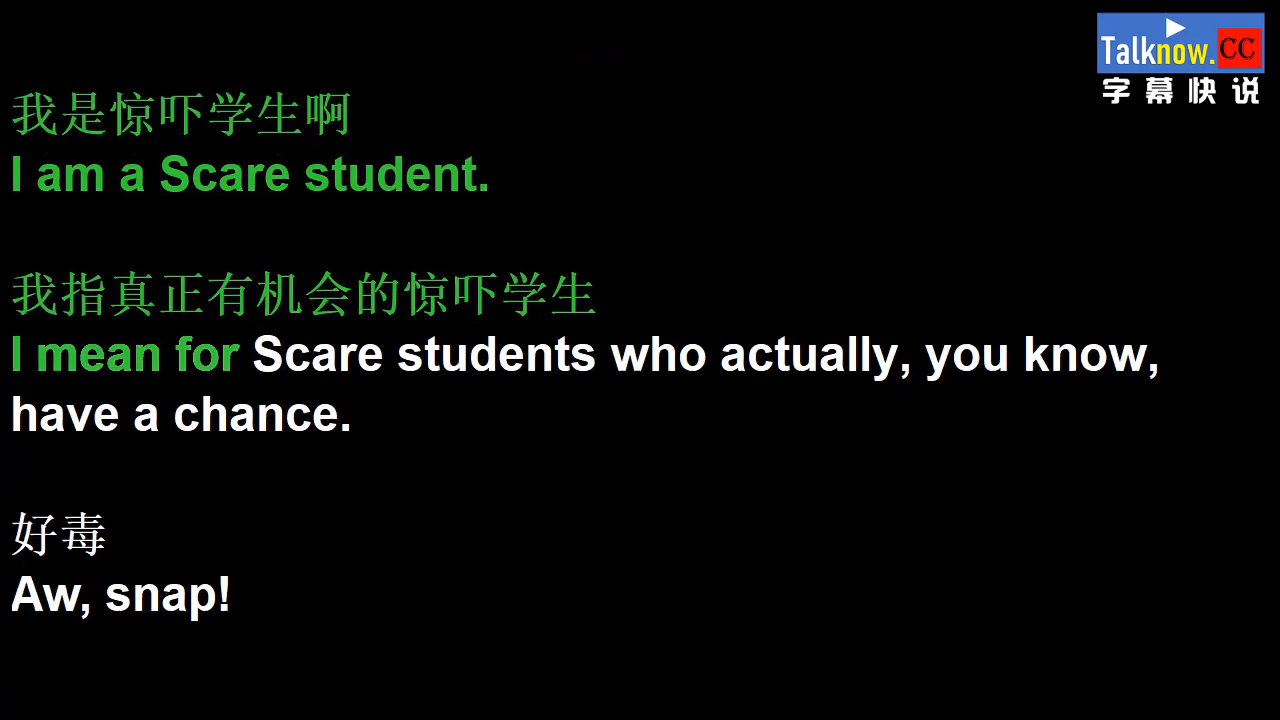 Talknow.CC
字幕快说
我是惊吓学生啊
I am a Scare student.
我指真正有机会的惊吓学生
I mean for Scare students who actually, you know,
have a chance.
好毒
Aw, snap!